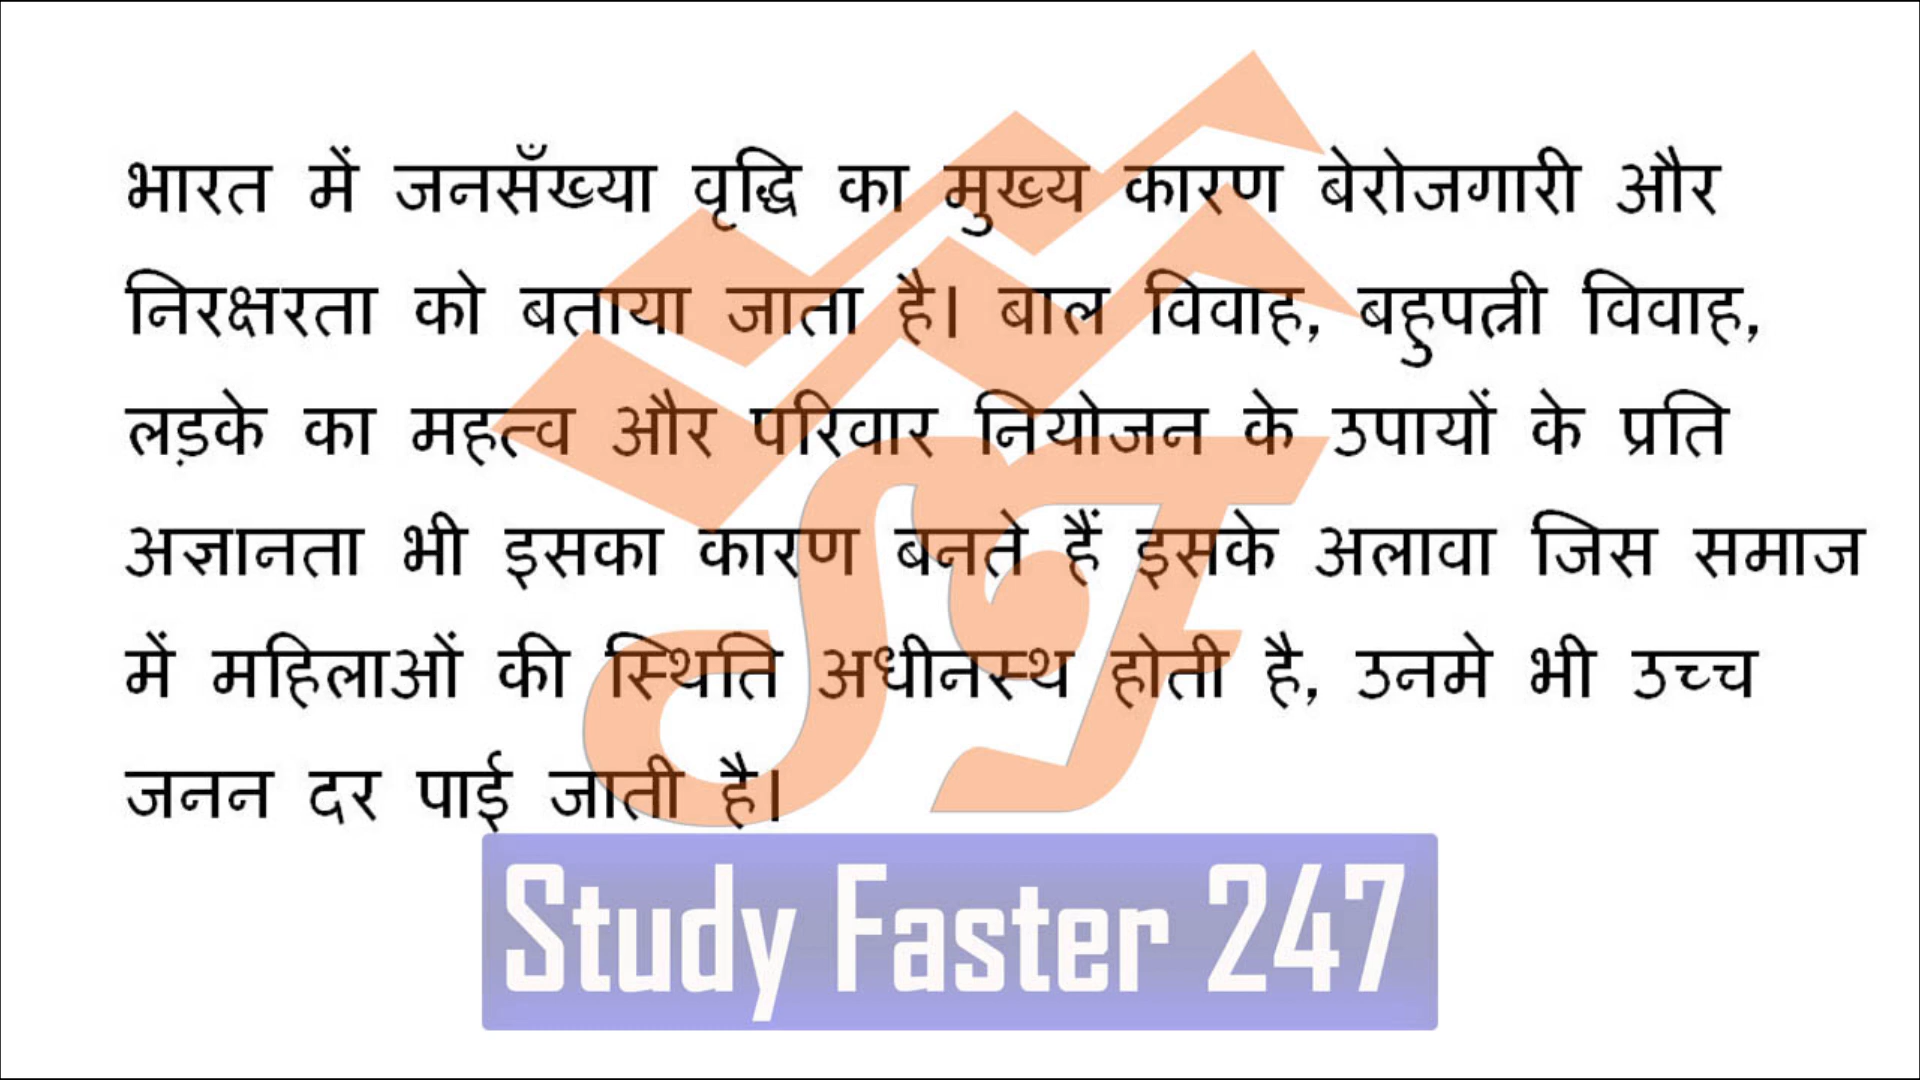 भारत में जनसँख्या वृद्धि का मुख्य कारण बेरोजगारी और
निरक्षरता को बताया जाता है। बाल विवाह, बहुपत्नी विवाह,
लड़के का महत्व और परिवार नियोजन के उपायों के प्रति
अज्ञानता भी इसका कारण बनते हैं इसके अलावा जिस समाज
में महिलाओं की स्थिति अधीनस्थ होती है, उनमे भी उच्च
जनन दर पाई जाती है।
SF
Study Faster 247